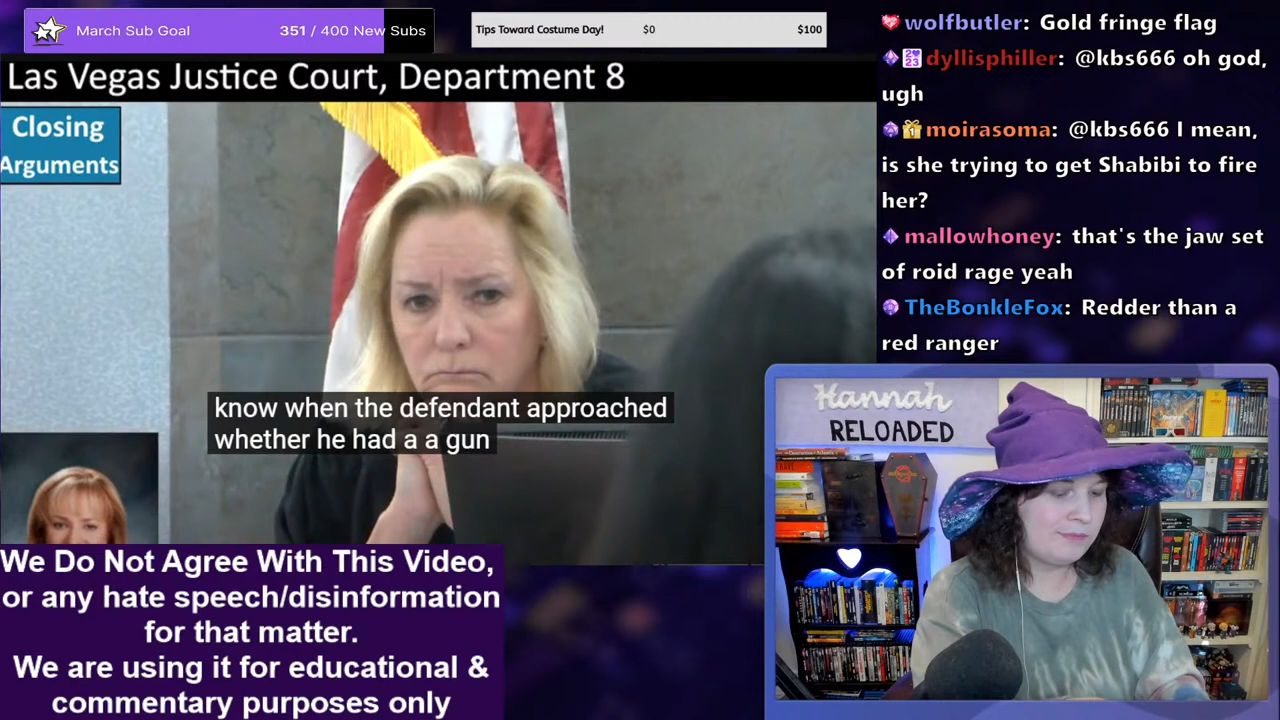 March Sub Goal
351 / 400 New Subs
Tips Toward Costume Day!
$0
$100
Las Vegas Justice Court, Department 8
Closing
Arguments
know when the defendant approached
whether he had a a gun
We Do Not Agree With This Video,
or any hate speech/disinformation
for that matter.
We are using it for educational &
commentary purposes only
wolfbutler: Gold fringe flag
dyllisphiller: @kbs666 oh god,
ugh
moirasoma: @kbs666 I mean,
is she trying to get Shabibi to fire
her?
mallowhoney: that's the jaw set
of roid rage yeah
TheBonkleFox: Redder than a
red ranger
Hannah
RELOADED